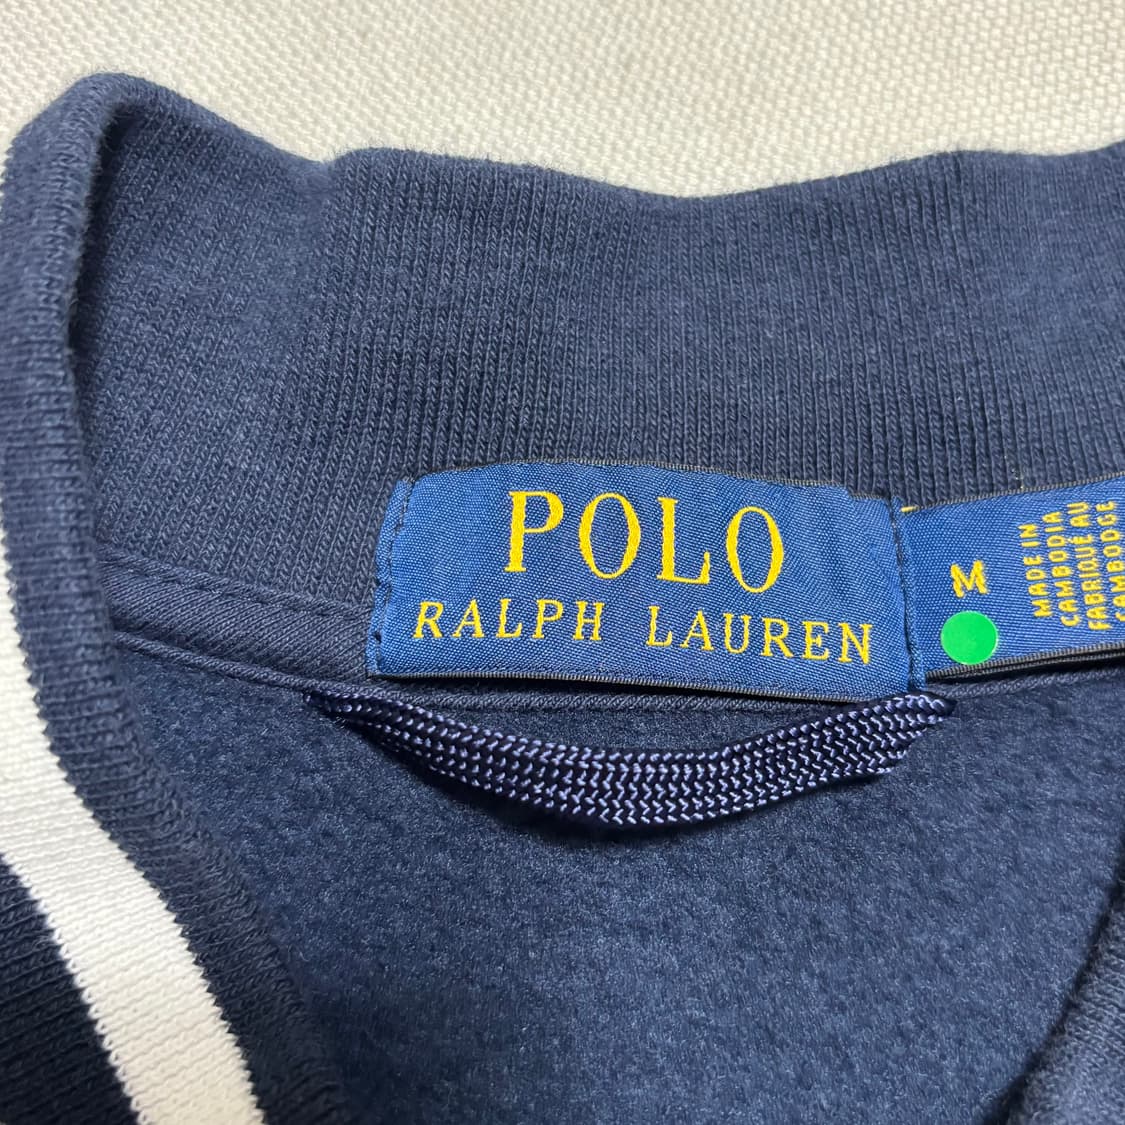 POLO
RALPH LAUREN
M
MADE IN
CAMBODIA
FABRIQUÉ AU
CAMBODGE